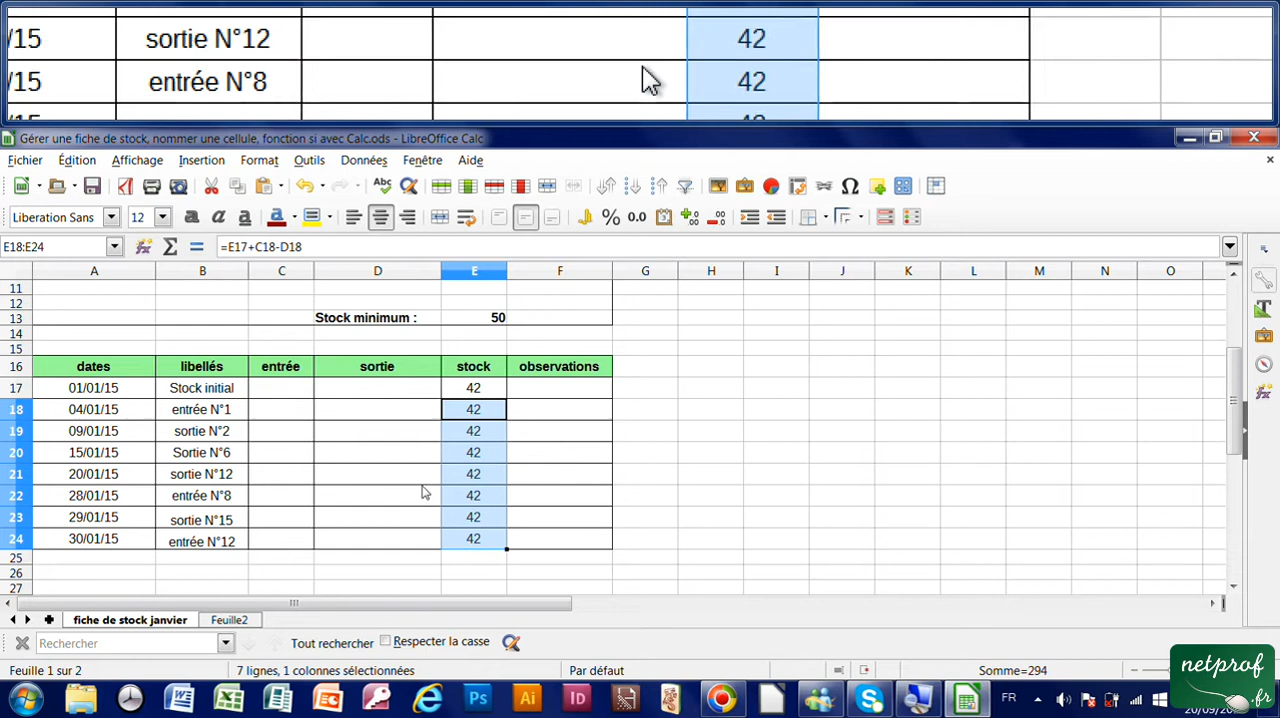 /15 sortie N°12 42
/15 entrée N°8 42
Gérer une fiche de stock, nommer une cellule, fonction si avec Calc.ods - LibreOffice Calc
Fichier Édition Affichage Insertion Format Outils Données Fenêtre Aide
Liberation Sans 12
E18:E24 =E17+C18-D18
A B C D E F G H I J K L M N O
11
12
13 Stock minimum : 50
14
15
16 dates libellés entrée sortie stock observations
17 01/01/15 Stock initial 42
18 04/01/15 entrée N°1 42
19 09/01/15 sortie N°2 42
20 15/01/15 Sortie N°6 42
21 20/01/15 sortie N°12 42
22 28/01/15 entrée N°8 42
23 29/01/15 sortie N°15 42
24 30/01/15 entrée N°12 42
25
26
27
fiche de stock janvier Feuille2
Rechercher Tout rechercher Respecter la casse
Feuille 1 sur 2 7 lignes, 1 colonnes sélectionnées Par défaut Somme=294
Ps Ai Id FR
netprof
.fr